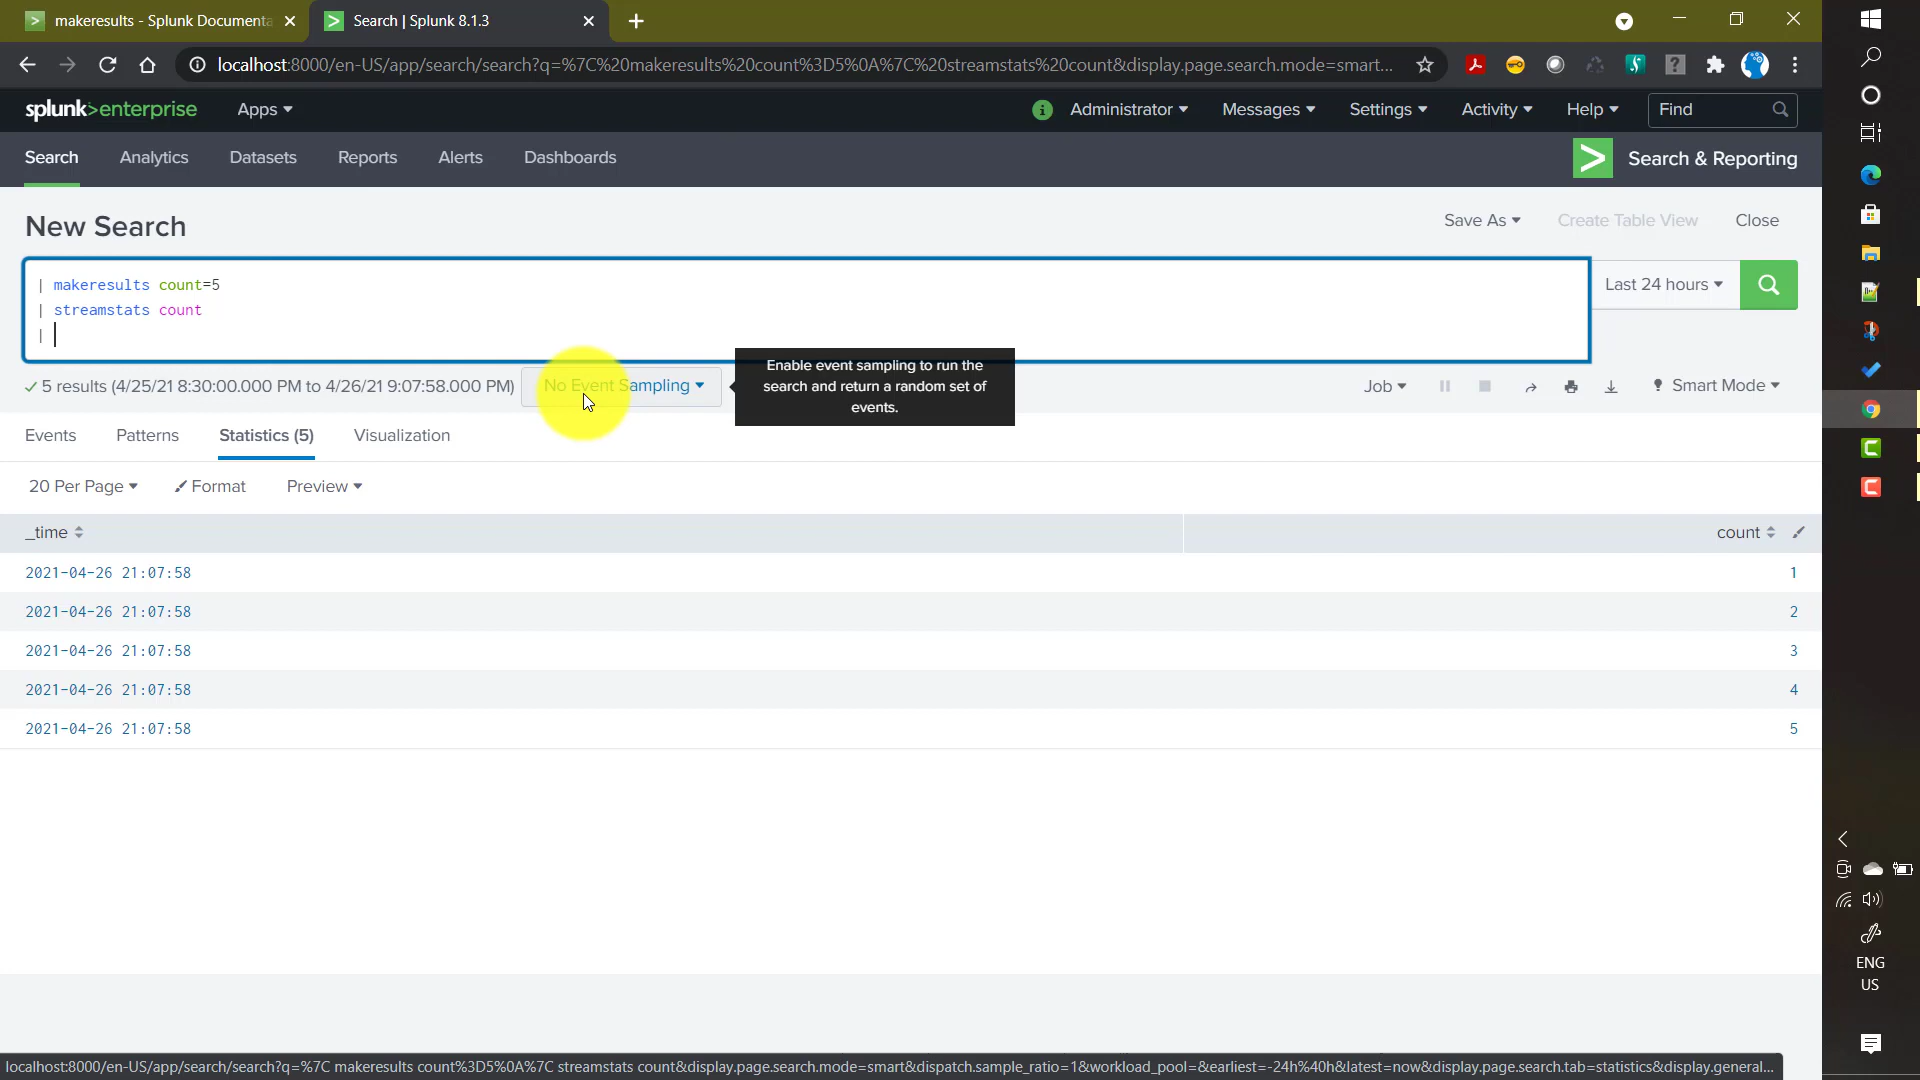 makeresults - Splunk Documenta
Search | Splunk 8.1.3
localhost:8000/en-US/app/search/search?q=%7C%20makeresults%20count%3D5%0A%7C%20streamstats%20count&display.page.search.mode=smart...
splunk>enterprise
Apps
i
Administrator
Messages
Settings
Activity
Help
Find
Search
Analytics
Datasets
Reports
Alerts
Dashboards
Search & Reporting
New Search
Save As
Create Table View
Close
| makeresults count=5
| streamstats count
|
Last 24 hours
5 results (4/25/21 8:30:00.000 PM to 4/26/21 9:07:58.000 PM)
No Event Sampling
Enable event sampling to run the
search and return a random set of
events.
Job
Smart Mode
Events
Patterns
Statistics (5)
Visualization
20 Per Page
Format
Preview
_time
count
2021-04-26 21:07:58 1
2021-04-26 21:07:58 2
2021-04-26 21:07:58 3
2021-04-26 21:07:58 4
2021-04-26 21:07:58 5
ENG
US
localhost:8000/en-US/app/search/search?q=%7C makeresults count%3D5%0A%7C streamstats count&display.page.search.mode=smart&dispatch.sample_ratio=1&workload_pool=&earliest=-24h%40h&latest=now&display.page.search.tab=statistics&display.general...